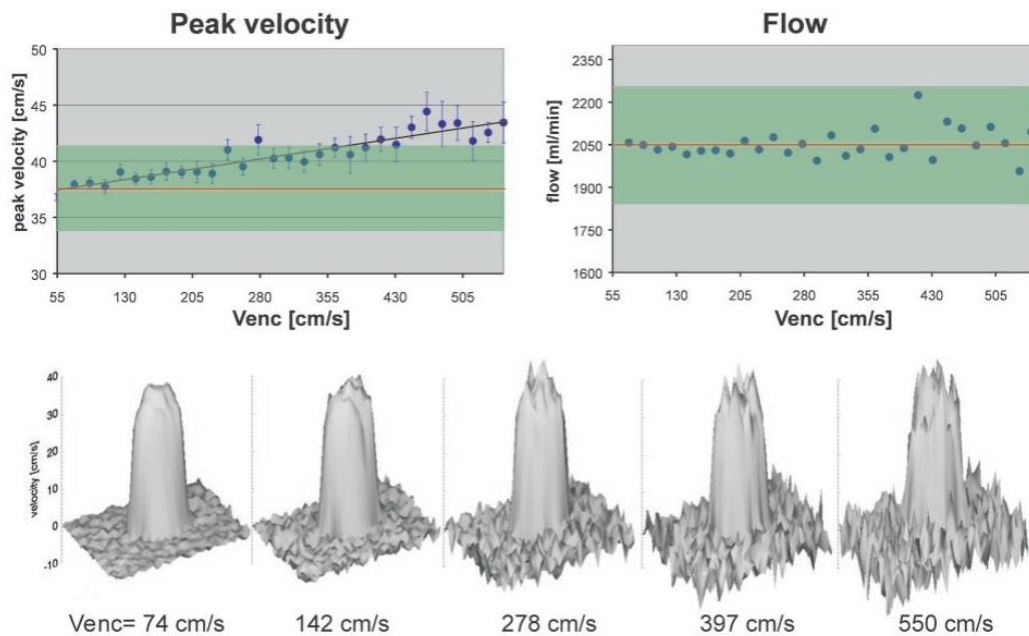 Peak velocity
50
45
40
35
30
peak velocity [cm/s]
55 130 205 280 355 430 505
Venc [cm/s]
Flow
2350
2200
2050
1900
1750
1600
flow [ml/min]
55 130 205 280 355 430 505
Venc [cm/s]
40
30
20
10
0
-10
velocity [cm/s]
Venc= 74 cm/s 142 cm/s 278 cm/s 397 cm/s 550 cm/s